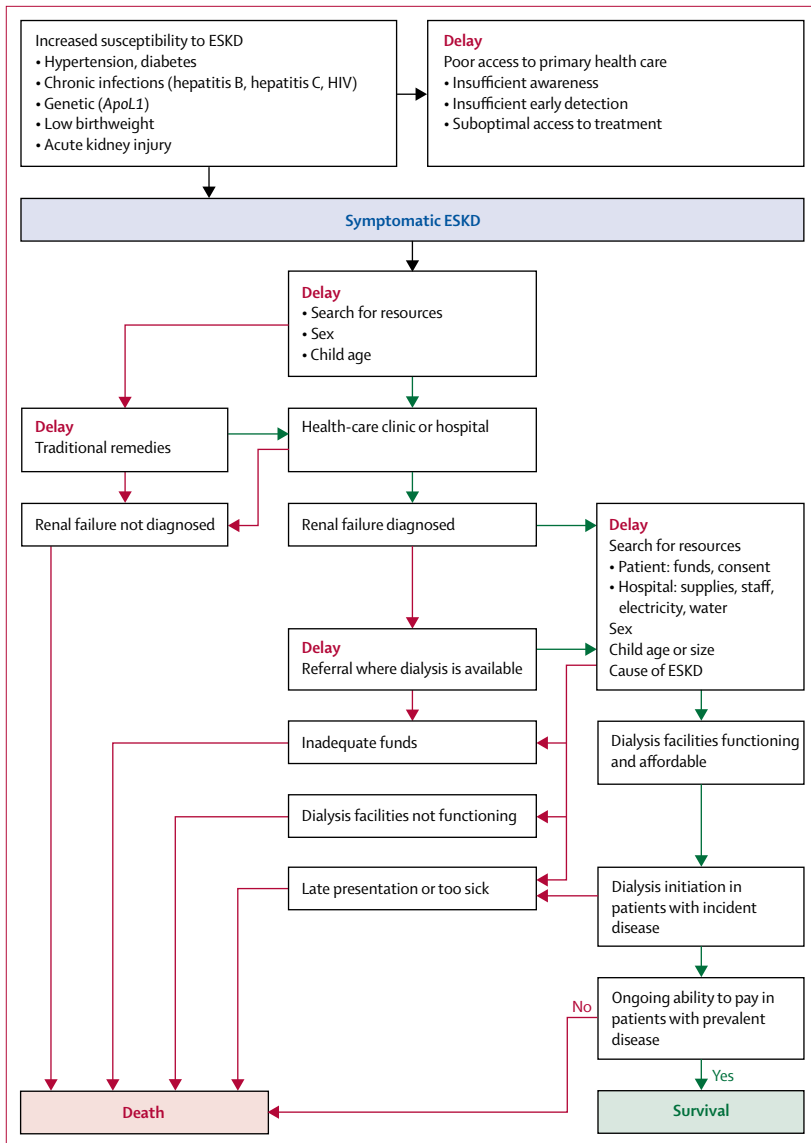 Increased susceptibility to ESKD
• Hypertension, diabetes
• Chronic infections (hepatitis B, hepatitis C, HIV)
• Genetic (ApoL1)
• Low birthweight
• Acute kidney injury
Delay
Poor access to primary health care
• Insufficient awareness
• Insufficient early detection
• Suboptimal access to treatment
Symptomatic ESKD
Delay
• Search for resources
• Sex
• Child age
Delay
Traditional remedies
Health-care clinic or hospital
Renal failure not diagnosed
Renal failure diagnosed
Delay
Search for resources
• Patient: funds, consent
• Hospital: supplies, staff,
electricity, water
Sex
Child age or size
Cause of ESKD
Delay
Referral where dialysis is available
Inadequate funds
Dialysis facilities functioning
and affordable
Dialysis facilities not functioning
Late presentation or too sick
Dialysis initiation in
patients with incident
disease
No
Ongoing ability to pay in
patients with prevalent
disease
Yes
Death
Survival